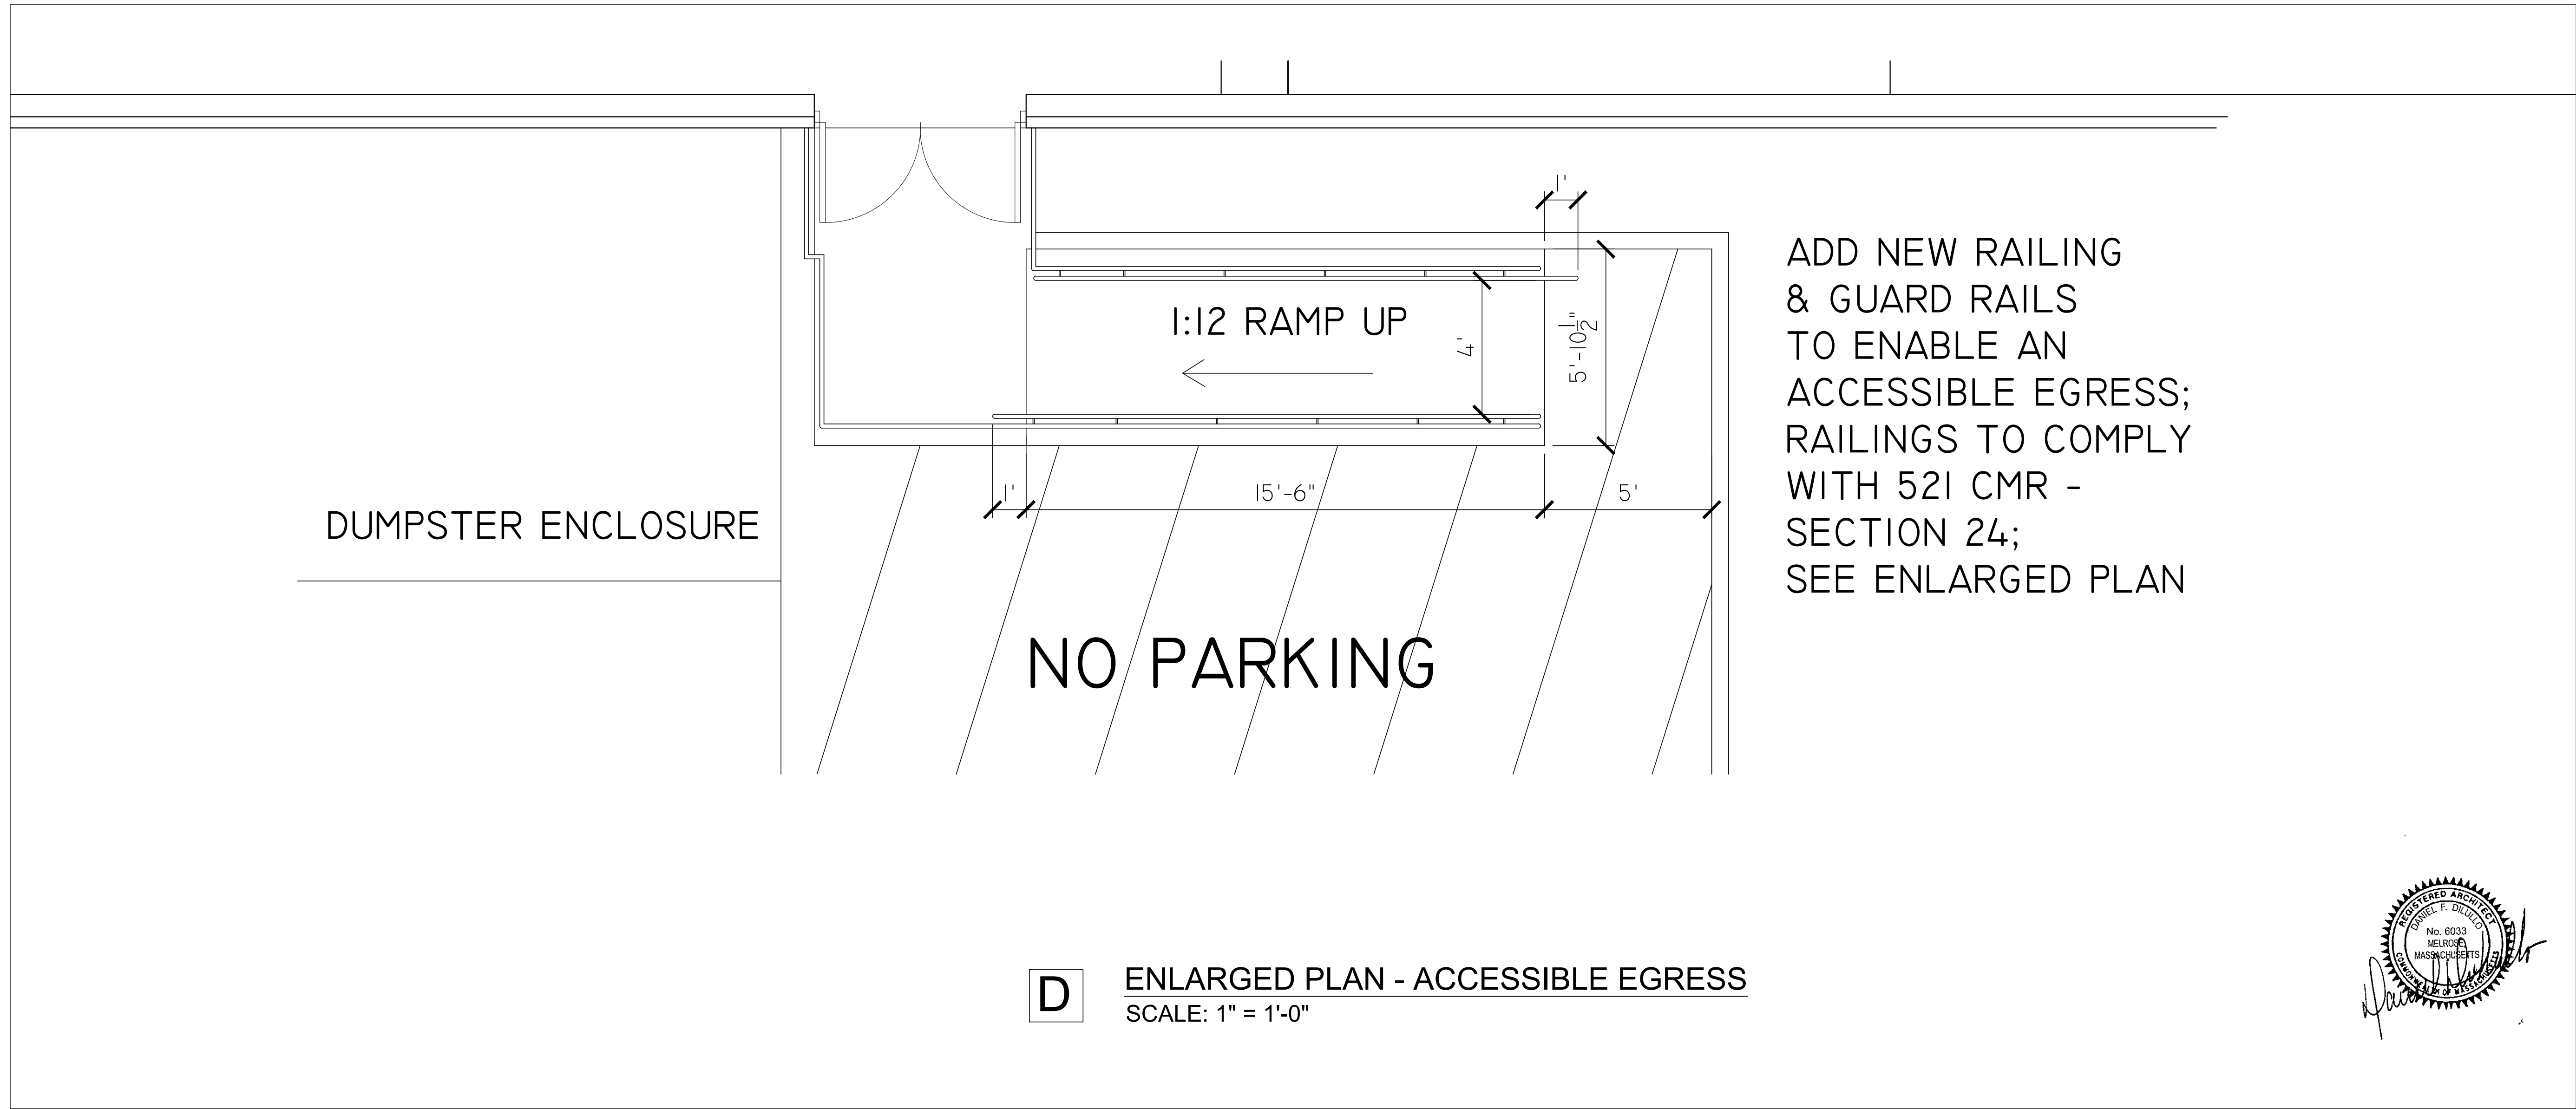 1'
ADD NEW RAILING
& GUARD RAILS
TO ENABLE AN
ACCESSIBLE EGRESS;
RAILINGS TO COMPLY
WITH 521 CMR -
SECTION 24;
SEE ENLARGED PLAN
1:12 RAMP UP
4'
5'-10 1/2"
1'
15'-6"
5'
DUMPSTER ENCLOSURE
NO PARKING
D
ENLARGED PLAN - ACCESSIBLE EGRESS
SCALE: 1" = 1'-0"
REGISTERED ARCHITECT
DANIEL F. DILULLO
No. 6033
MELROSE
MASSACHUSETTS
COMMONWEALTH OF MASSACHUSETTS